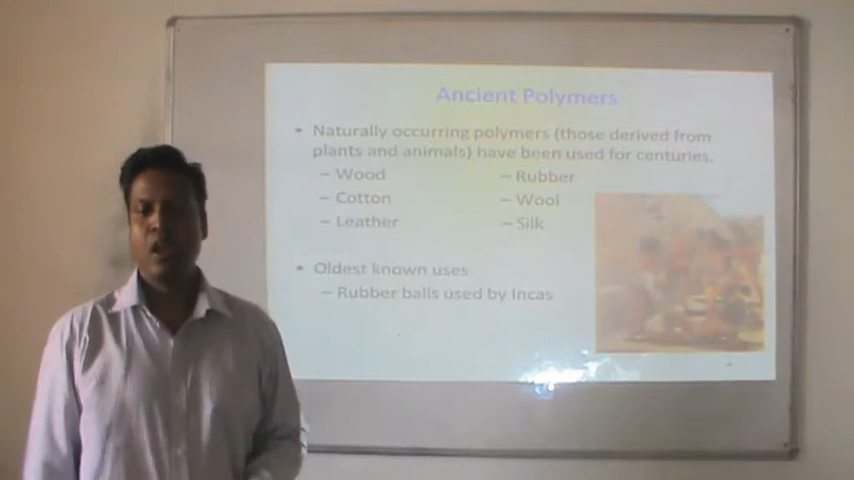 Ancient Polymers
• Naturally occurring polymers (those derived from
plants and animals) have been used for centuries.
– Wood – Rubber
– Cotton – Wool
– Leather – Silk
• Oldest known uses
– Rubber balls used by Incas